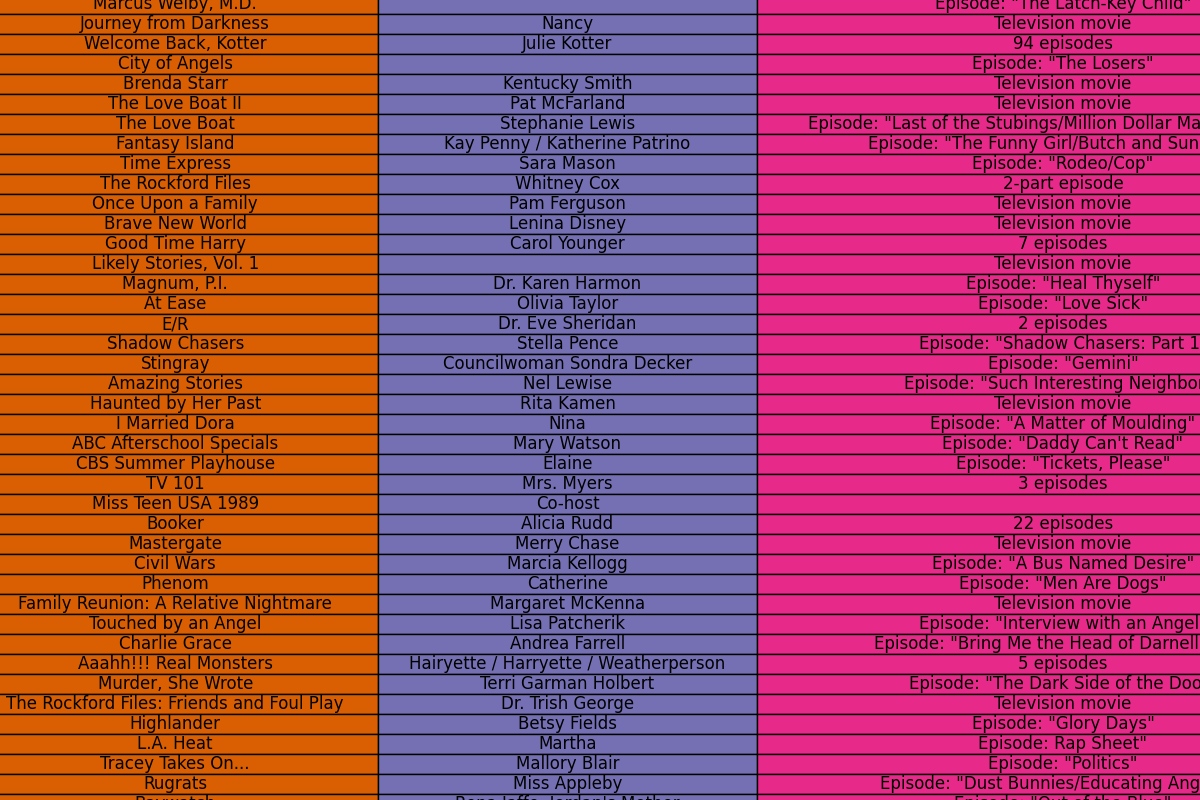 Marcus Welby, M.D. Episode: "The Latch-Key Child"
Journey from Darkness Nancy Television movie
Welcome Back, Kotter Julie Kotter 94 episodes
City of Angels Episode: "The Losers"
Brenda Starr Kentucky Smith Television movie
The Love Boat II Pat McFarland Television movie
The Love Boat Stephanie Lewis Episode: "Last of the Stubings/Million Dollar Ma
Fantasy Island Kay Penny / Katherine Patrino Episode: "The Funny Girl/Butch and Sun
Time Express Sara Mason Episode: "Rodeo/Cop"
The Rockford Files Whitney Cox 2-part episode
Once Upon a Family Pam Ferguson Television movie
Brave New World Lenina Disney Television movie
Good Time Harry Carol Younger 7 episodes
Likely Stories, Vol. 1 Television movie
Magnum, P.I. Dr. Karen Harmon Episode: "Heal Thyself"
At Ease Olivia Taylor Episode: "Love Sick"
E/R Dr. Eve Sheridan 2 episodes
Shadow Chasers Stella Pence Episode: "Shadow Chasers: Part 1
Stingray Councilwoman Sondra Decker Episode: "Gemini"
Amazing Stories Nel Lewise Episode: "Such Interesting Neighbor
Haunted by Her Past Rita Kamen Television movie
I Married Dora Nina Episode: "A Matter of Moulding"
ABC Afterschool Specials Mary Watson Episode: "Daddy Can't Read"
CBS Summer Playhouse Elaine Episode: "Tickets, Please"
TV 101 Mrs. Myers 3 episodes
Miss Teen USA 1989 Co-host
Booker Alicia Rudd 22 episodes
Mastergate Merry Chase Television movie
Civil Wars Marcia Kellogg Episode: "A Bus Named Desire"
Phenom Catherine Episode: "Men Are Dogs"
Family Reunion: A Relative Nightmare Margaret McKenna Television movie
Touched by an Angel Lisa Patcherik Episode: "Interview with an Angel
Charlie Grace Andrea Farrell Episode: "Bring Me the Head of Darnell
Aaahh!!! Real Monsters Hairyette / Harryette / Weatherperson 5 episodes
Murder, She Wrote Terri Garman Holbert Episode: "The Dark Side of the Doo
The Rockford Files: Friends and Foul Play Dr. Trish George Television movie
Highlander Betsy Fields Episode: "Glory Days"
L.A. Heat Martha Episode: Rap Sheet"
Tracey Takes On... Mallory Blair Episode: "Politics"
Rugrats Miss Appleby Episode: "Dust Bunnies/Educating Ang